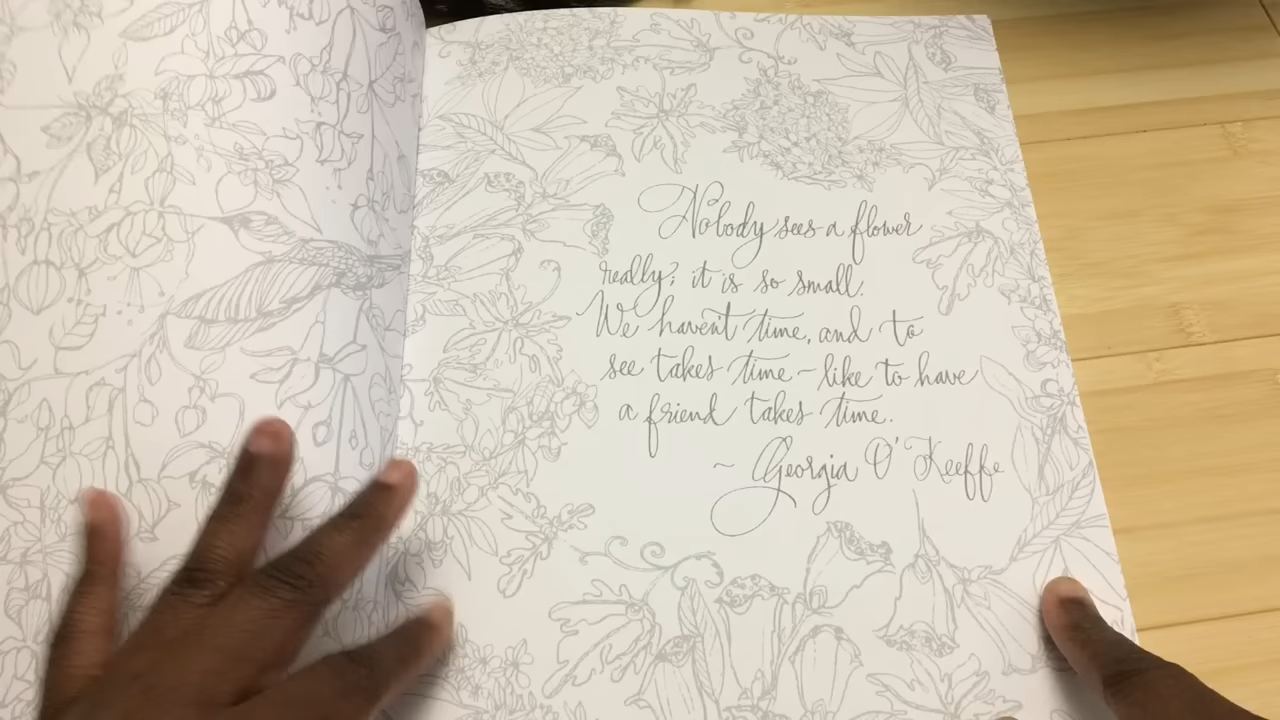 Nobody sees a flower
really? it is so small.
We haven't time, and to
see takes time - like to have
a friend takes time.
~ Georgia O'Keeffe